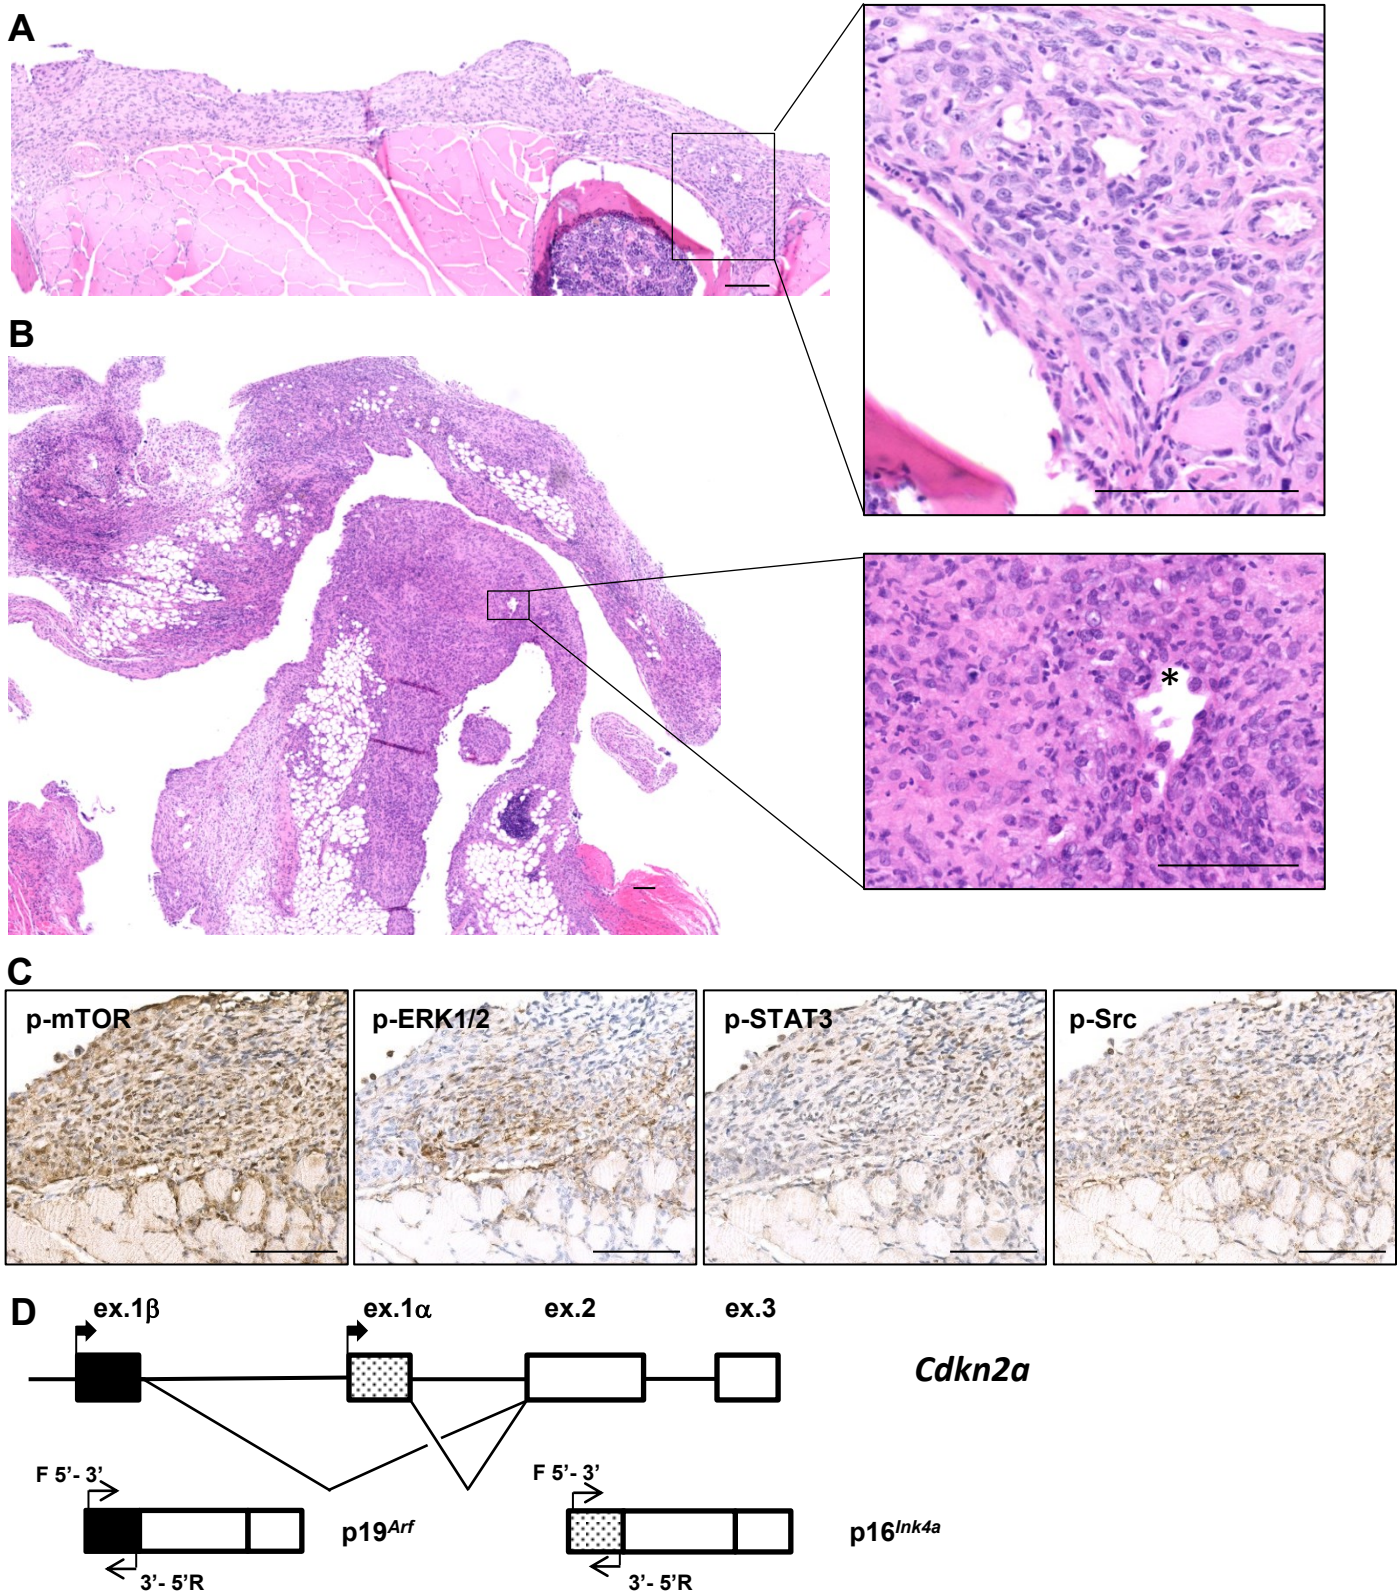 A
B
*
C
p-mTOR
p-ERK1/2
p-STAT3
p-Src
D
ex.1β
ex.1α
ex.2
ex.3
Cdkn2a
F 5’- 3’
F 5’- 3’
p19Arf
p16Ink4a
3’- 5’R
3’- 5’R